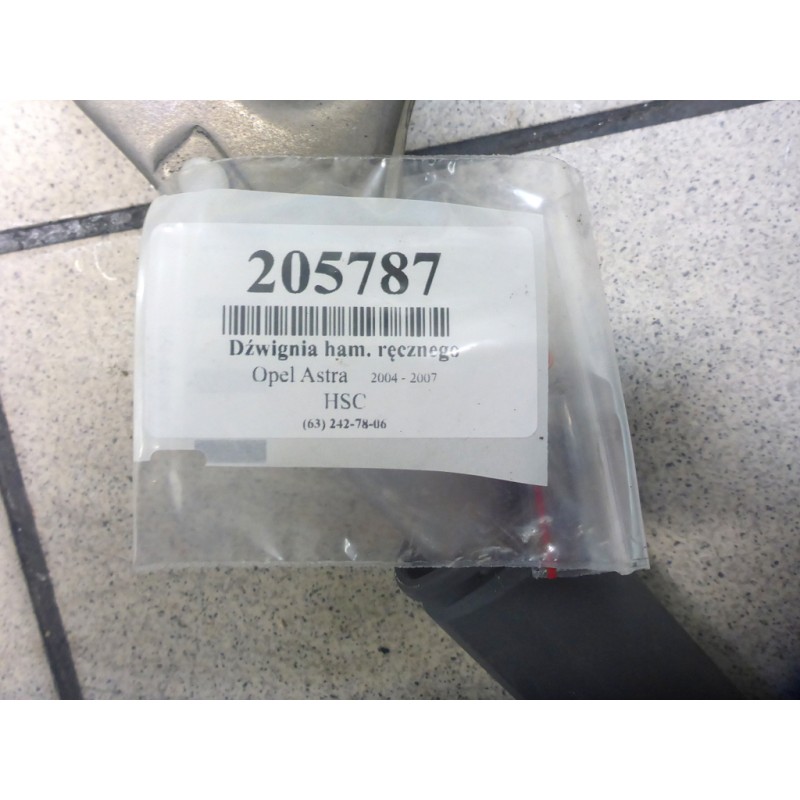 205787
Dźwignia ham. ręcznego
Opel Astra 2004 - 2007
HSC
(63) 242-78-06